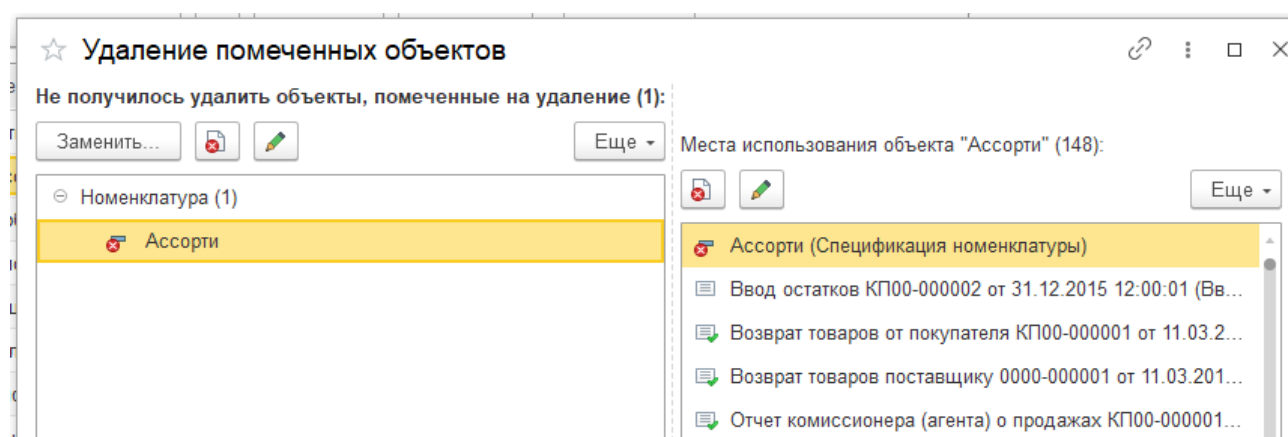 Удаление помеченных объектов
Не получилось удалить объекты, помеченные на удаление (1):
Заменить...
Еще
Места использования объекта "Ассорти" (148):
Еще
Номенклатура (1)
Ассорти
Ассорти (Спецификация номенклатуры)
Ввод остатков КП00-000002 от 31.12.2015 12:00:01 (Вв...
Возврат товаров от покупателя КП00-000001 от 11.03.2...
Возврат товаров поставщику 0000-000001 от 11.03.201...
Отчет комиссионера (агента) о продажах КП00-000001...